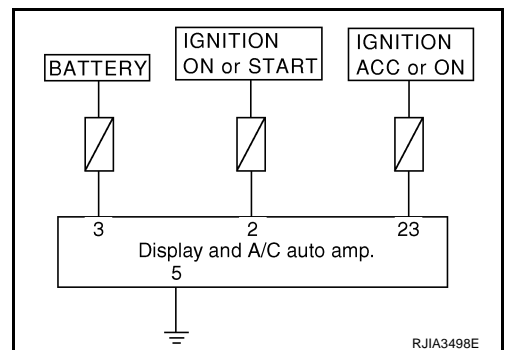 BATTERY
IGNITION
ON or START
IGNITION
ACC or ON
3 2 23
Display and A/C auto amp.
5
RJIA3498E